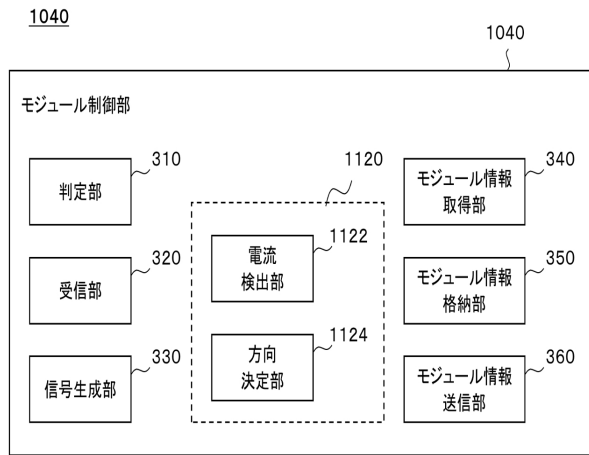 1040
1040
モジュール制御部
310
判定部
320
受信部
330
信号生成部
1120
1122
電流
検出部
1124
方向
決定部
340
モジュール情報
取得部
350
モジュール情報
格納部
360
モジュール情報
送信部